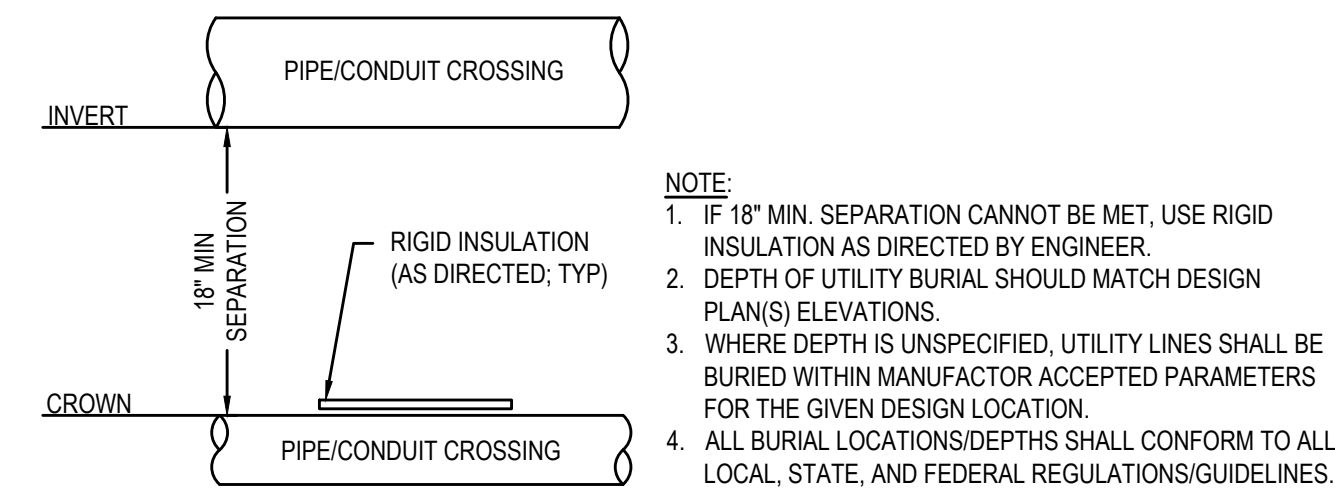 PIPE/CONDUIT CROSSING
INVERT
18" MIN
SEPARATION
RIGID INSULATION
(AS DIRECTED; TYP)
CROWN
PIPE/CONDUIT CROSSING
NOTE:
1. IF 18" MIN. SEPARATION CANNOT BE MET, USE RIGID
INSULATION AS DIRECTED BY ENGINEER.
2. DEPTH OF UTILITY BURIAL SHOULD MATCH DESIGN
PLAN(S) ELEVATIONS.
3. WHERE DEPTH IS UNSPECIFIED, UTILITY LINES SHALL BE
BURIED WITHIN MANUFACTOR ACCEPTED PARAMETERS
FOR THE GIVEN DESIGN LOCATION.
4. ALL BURIAL LOCATIONS/DEPTHS SHALL CONFORM TO ALL
LOCAL, STATE, AND FEDERAL REGULATIONS/GUIDELINES.